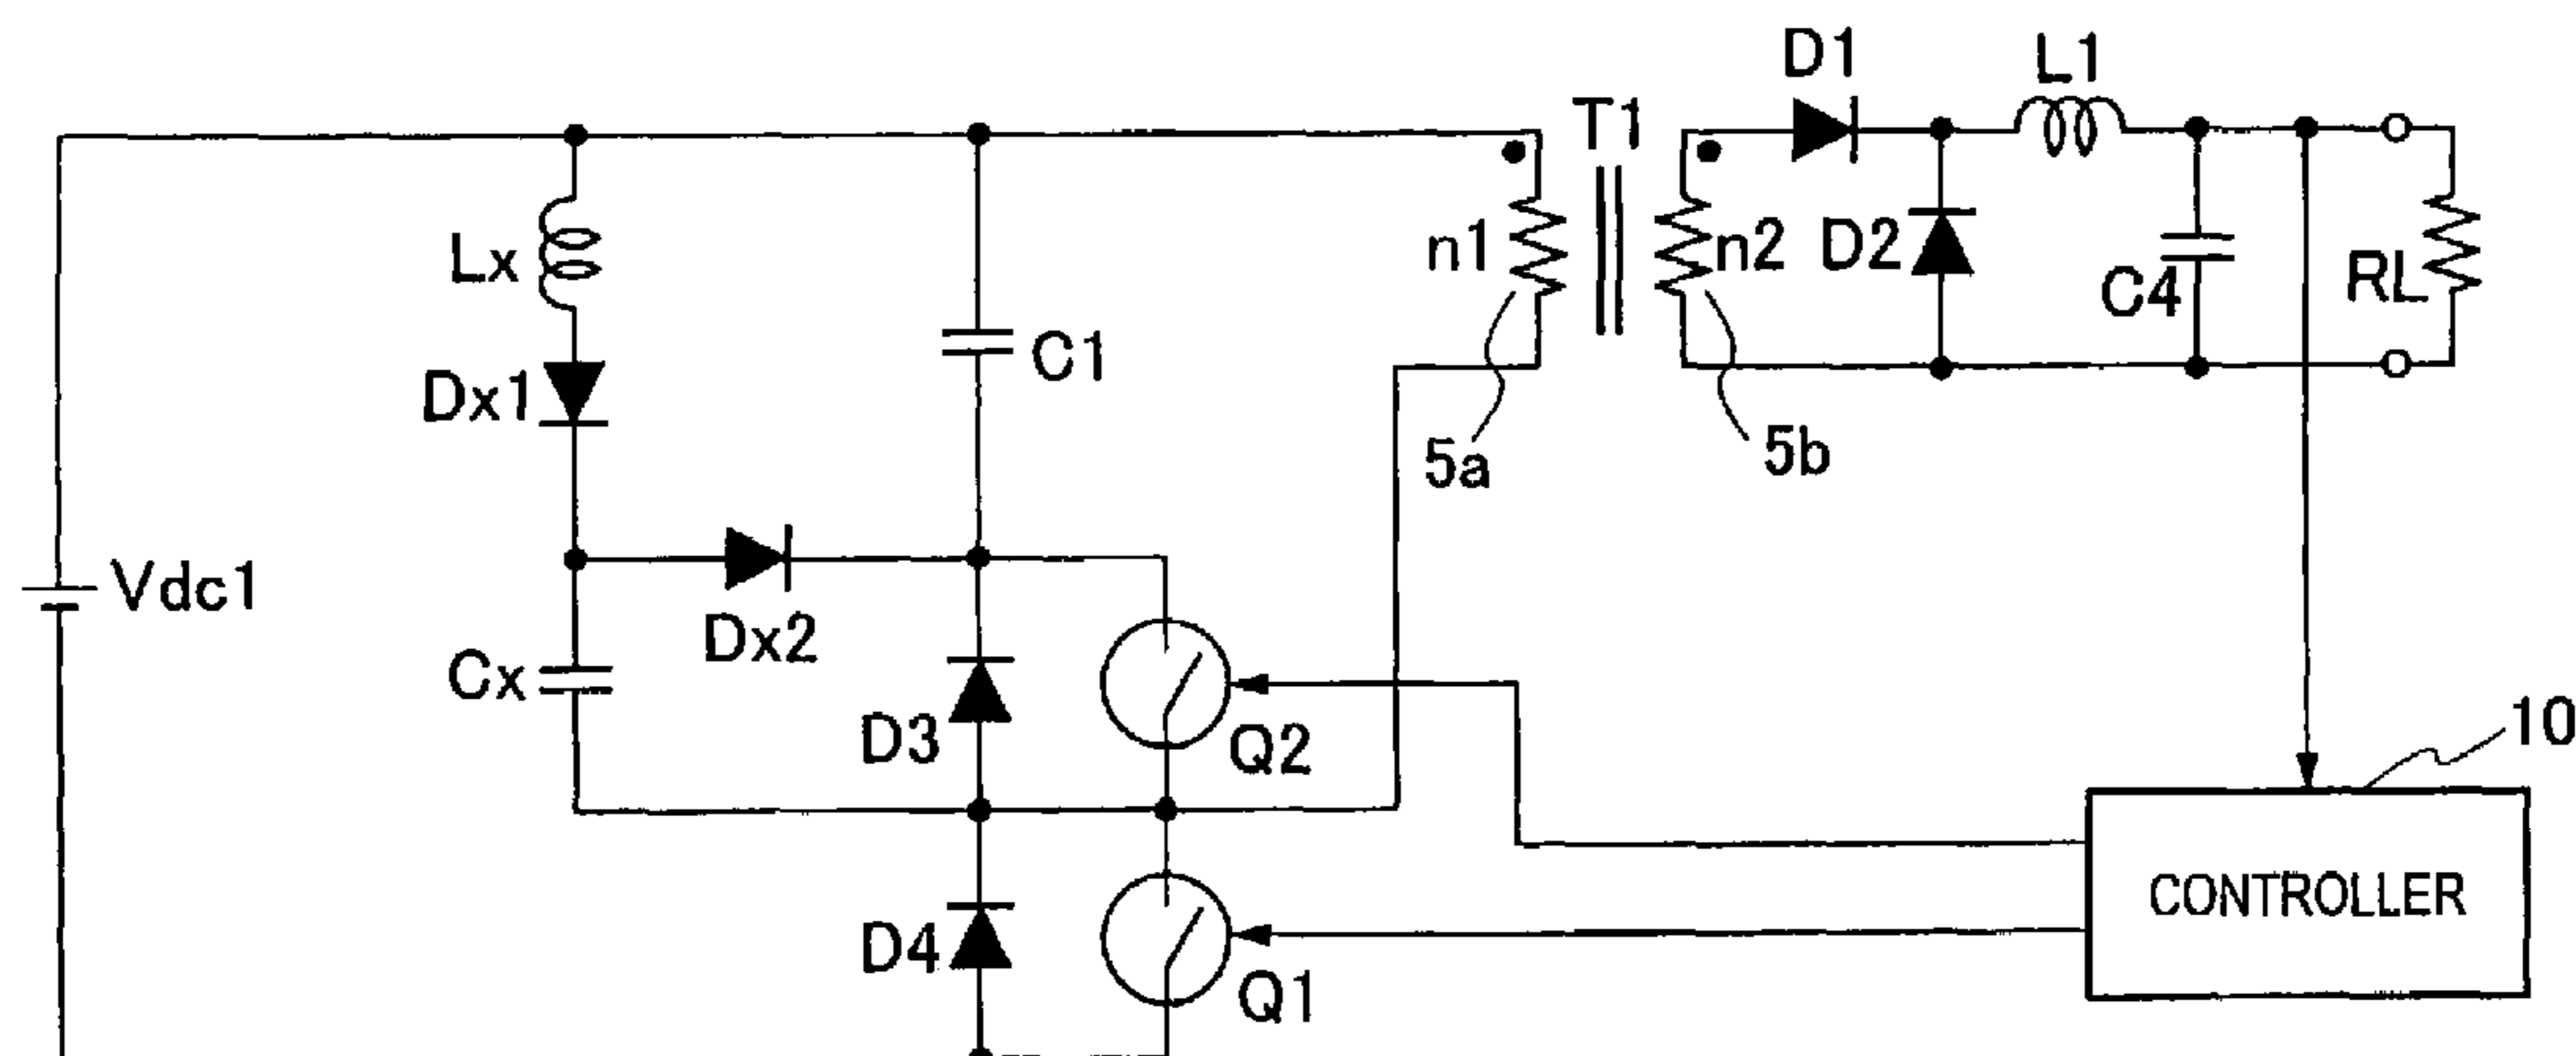 D1
L1
T1
Lx
n1
n2
D2
C4
RL
C1
Dx1
5a
5b
Vdc1
Dx2
Cx
D3
Q2
10
CONTROLLER
D4
Q1